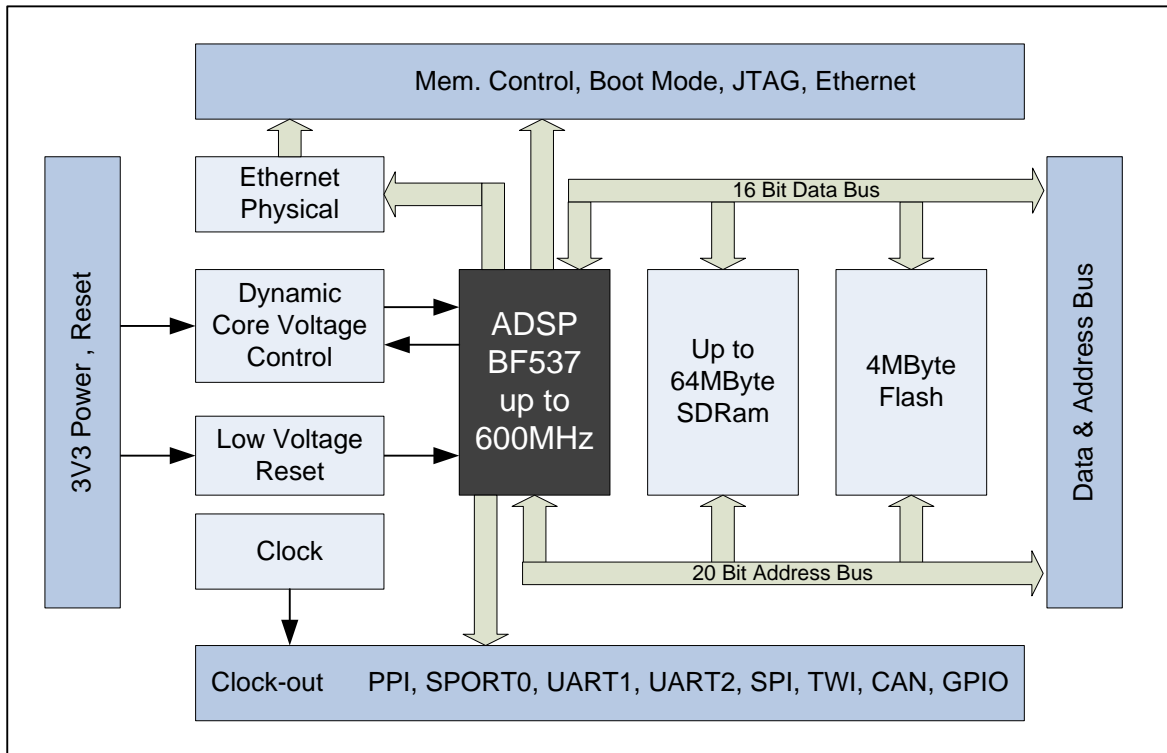 Mem. Control, Boot Mode, JTAG, Ethernet
3V3 Power , Reset
Ethernet
Physical
16 Bit Data Bus
Dynamic
Core Voltage
Control
ADSP
BF537
up to
600MHz
Up to
64MByte
SDRam
4MByte
Flash
Data & Address Bus
Low Voltage
Reset
Clock
20 Bit Address Bus
Clock-out PPI, SPORT0, UART1, UART2, SPI, TWI, CAN, GPIO